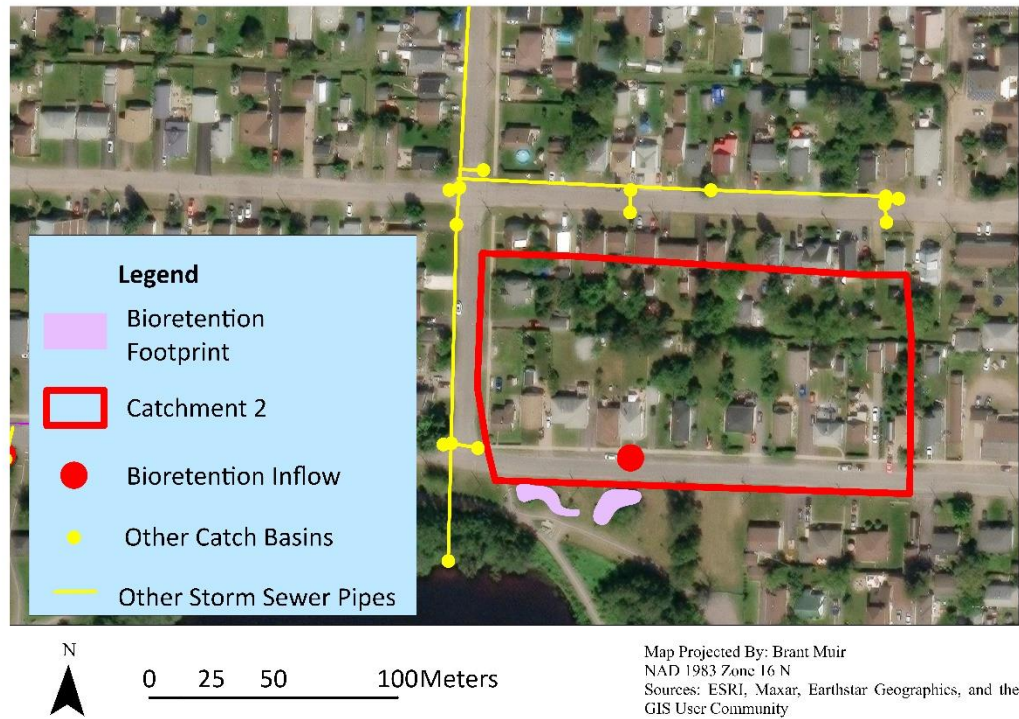 Legend
Bioretention
Footprint
Catchment 2
Bioretention Inflow
Other Catch Basins
Other Storm Sewer Pipes
N
0 25 50 100Meters
Map Projected By: Brant Muir
NAD 1983 Zone 16 N
Sources: ESRI, Maxar, Earthstar Geographics, and the
GIS User Community